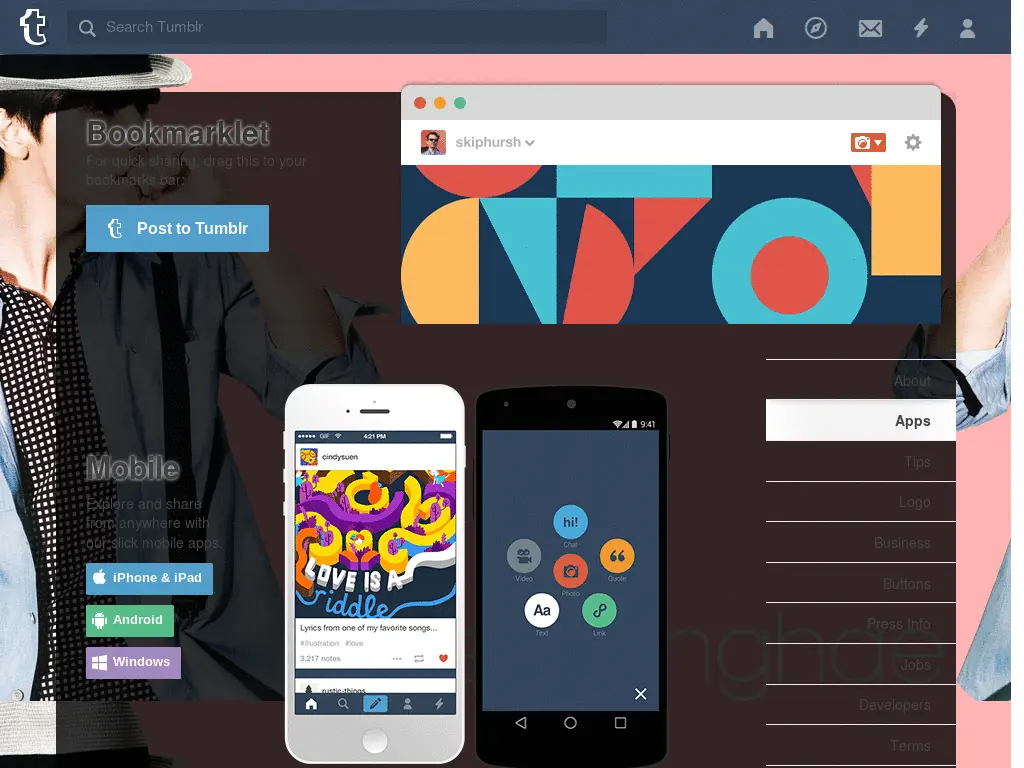 Search Tumblr
Bookmarklet
For quick sharing, drag this to your
bookmarks bar:
Post to Tumblr
skiphursh
About
Apps
Tips
Logo
Business
Buttons
Press Info
Jobs
Developers
Terms
Mobile
Explore and share
from anywhere with
our slick mobile apps.
iPhone & iPad
Android
Windows
GIF
4:21 PM
cindysuen
LOVE IS A
riddle
Lyrics from one of my favorite songs...
#illustration #love
3,217 notes
rustic-things
9:41
hi!
Chat
Video
Quote
Photo
Aa
Text
Link